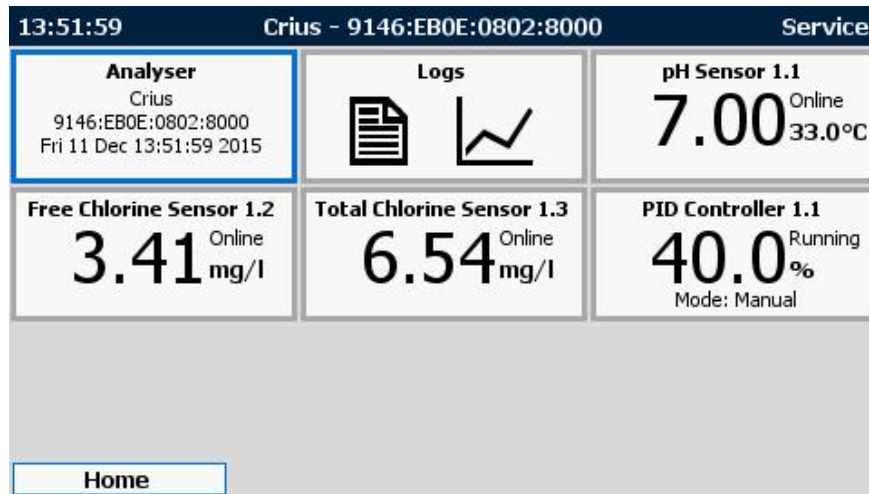 13:51:59 Crius - 9146:EB0E:0802:8000 Service
Analyser
Crius
9146:EB0E:0802:8000
Fri 11 Dec 13:51:59 2015
Logs
pH Sensor 1.1
7.00 Online
33.0°C
Free Chlorine Sensor 1.2
3.41 Online
mg/l
Total Chlorine Sensor 1.3
6.54 Online
mg/l
PID Controller 1.1
40.0 Running
%
Mode: Manual
Home